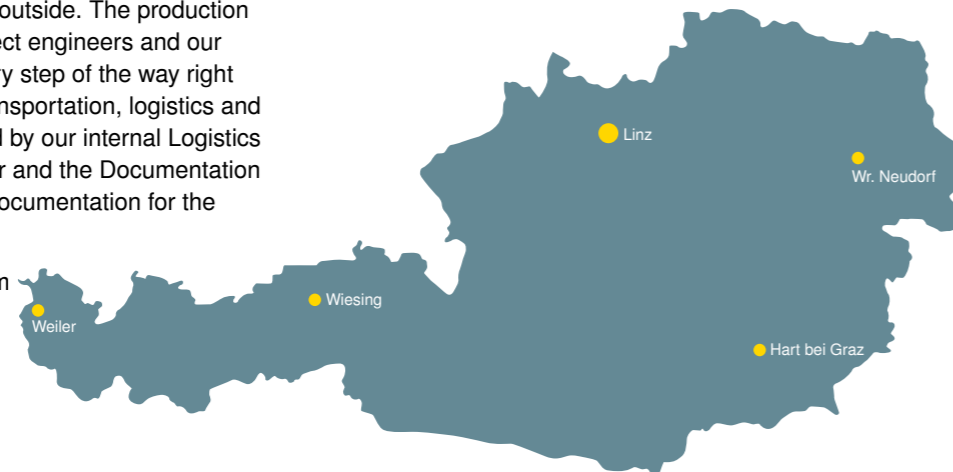 outside. The production
ect engineers and our
ry step of the way right
nsportation, logistics and
by our internal Logistics
r and the Documentation
ocumentation for the
m
Linz
Wr. Neudorf
Wiesing
Weiler
Hart bei Graz